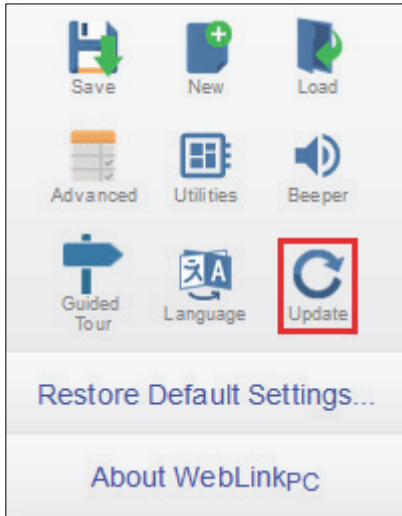 Save New Load
Advanced Utilities Beeper
Guided
Tour Language Update
Restore Default Settings...
About WebLinkPC